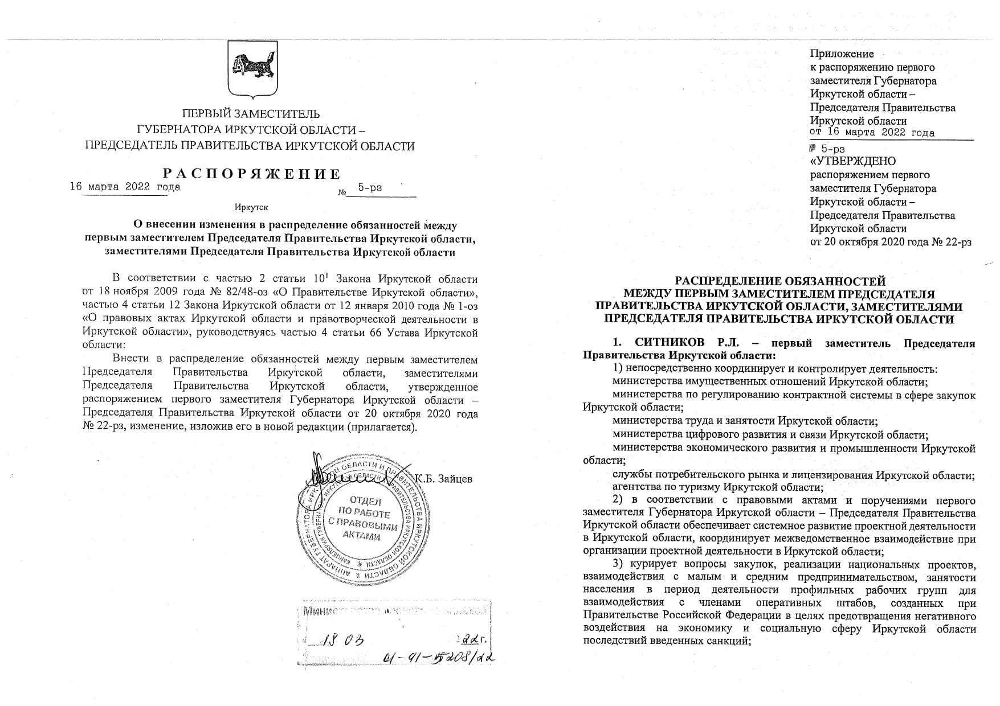 ПЕРВЫЙ ЗАМЕСТИТЕЛЬ
ГУБЕРНАТОРА ИРКУТСКОЙ ОБЛАСТИ –
ПРЕДСЕДАТЕЛЬ ПРАВИТЕЛЬСТВА ИРКУТСКОЙ ОБЛАСТИ
РАСПОРЯЖЕНИЕ
16 марта 2022 года № 5-рз
Иркутск
О внесении изменения в распределение обязанностей между
первым заместителем Председателя Правительства Иркутской области,
заместителями Председателя Правительства Иркутской области
В соответствии с частью 2 статьи 10¹ Закона Иркутской области
от 18 ноября 2009 года № 82/48-оз «О Правительстве Иркутской области»,
частью 4 статьи 12 Закона Иркутской области от 12 января 2010 года № 1-оз
«О правовых актах Иркутской области и правотворческой деятельности в
Иркутской области», руководствуясь частью 4 статьи 66 Устава Иркутской
области:
Внести в распределение обязанностей между первым заместителем
Председателя Правительства Иркутской области, заместителями
Председателя Правительства Иркутской области, утвержденное
распоряжением первого заместителя Губернатора Иркутской области –
Председателя Правительства Иркутской области от 20 октября 2020 года
№ 22-рз, изменение, изложив его в новой редакции (прилагается).
К.Б. Зайцев
АППАРАТ ГУБЕРНАТОРА ИРКУТСКОЙ ОБЛАСТИ И ПРАВИТЕЛЬСТВА ИРКУТСКОЙ ОБЛАСТИ
КАНЦЕЛЯРИЯ ГУБЕРНАТОРА ИРКУТСКОЙ ОБЛАСТИ И ПРАВИТЕЛЬСТВА ИРКУТСКОЙ ОБЛАСТИ
ОТДЕЛ
ПО РАБОТЕ
С ПРАВОВЫМИ
АКТАМИ
18 03 22 г.
01-91-5208/22
Приложение
к распоряжению первого
заместителя Губернатора
Иркутской области –
Председателя Правительства
Иркутской области
от 16 марта 2022 года
№ 5-рз
«УТВЕРЖДЕНО
распоряжением первого
заместителя Губернатора
Иркутской области –
Председателя Правительства
Иркутской области
от 20 октября 2020 года № 22-рз
РАСПРЕДЕЛЕНИЕ ОБЯЗАННОСТЕЙ
МЕЖДУ ПЕРВЫМ ЗАМЕСТИТЕЛЕМ ПРЕДСЕДАТЕЛЯ
ПРАВИТЕЛЬСТВА ИРКУТСКОЙ ОБЛАСТИ, ЗАМЕСТИТЕЛЯМИ
ПРЕДСЕДАТЕЛЯ ПРАВИТЕЛЬСТВА ИРКУТСКОЙ ОБЛАСТИ
1. СИТНИКОВ Р.Л. – первый заместитель Председателя
Правительства Иркутской области:
1) непосредственно координирует и контролирует деятельность:
министерства имущественных отношений Иркутской области;
министерства по регулированию контрактной системы в сфере закупок
Иркутской области;
министерства труда и занятости Иркутской области;
министерства цифрового развития и связи Иркутской области;
министерства экономического развития и промышленности Иркутской
области;
службы потребительского рынка и лицензирования Иркутской области;
агентства по туризму Иркутской области;
2) в соответствии с правовыми актами и поручениями первого
заместителя Губернатора Иркутской области – Председателя Правительства
Иркутской области обеспечивает системное развитие проектной деятельности
в Иркутской области, координирует межведомственное взаимодействие при
организации проектной деятельности в Иркутской области;
3) курирует вопросы закупок, реализации национальных проектов,
взаимодействия с малым и средним предпринимательством, занятости
населения в период деятельности профильных рабочих групп для
взаимодействия с членами оперативных штабов, созданных при
Правительстве Российской Федерации в целях предотвращения негативного
воздействия на экономику и социальную сферу Иркутской области
последствий введенных санкций;